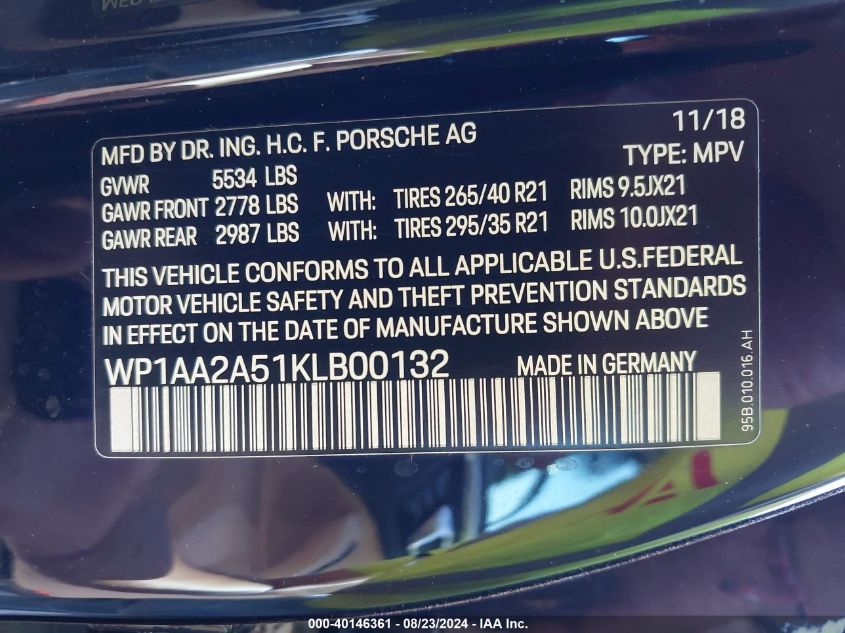 MFD BY DR. ING. H.C. F. PORSCHE AG 11/18
TYPE: MPV
GVWR 5534 LBS
GAWR FRONT 2778 LBS WITH: TIRES 265/40 R21 RIMS 9.5JX21
GAWR REAR 2987 LBS WITH: TIRES 295/35 R21 RIMS 10.0JX21
THIS VEHICLE CONFORMS TO ALL APPLICABLE U.S.FEDERAL
MOTOR VEHICLE SAFETY AND THEFT PREVENTION STANDARDS
IN EFFECT ON THE DATE OF MANUFACTURE SHOWN ABOVE
WP1AA2A51KLB00132 MADE IN GERMANY
95B.010.016.AH
000-40146361 - 08/23/2024 - IAA Inc.